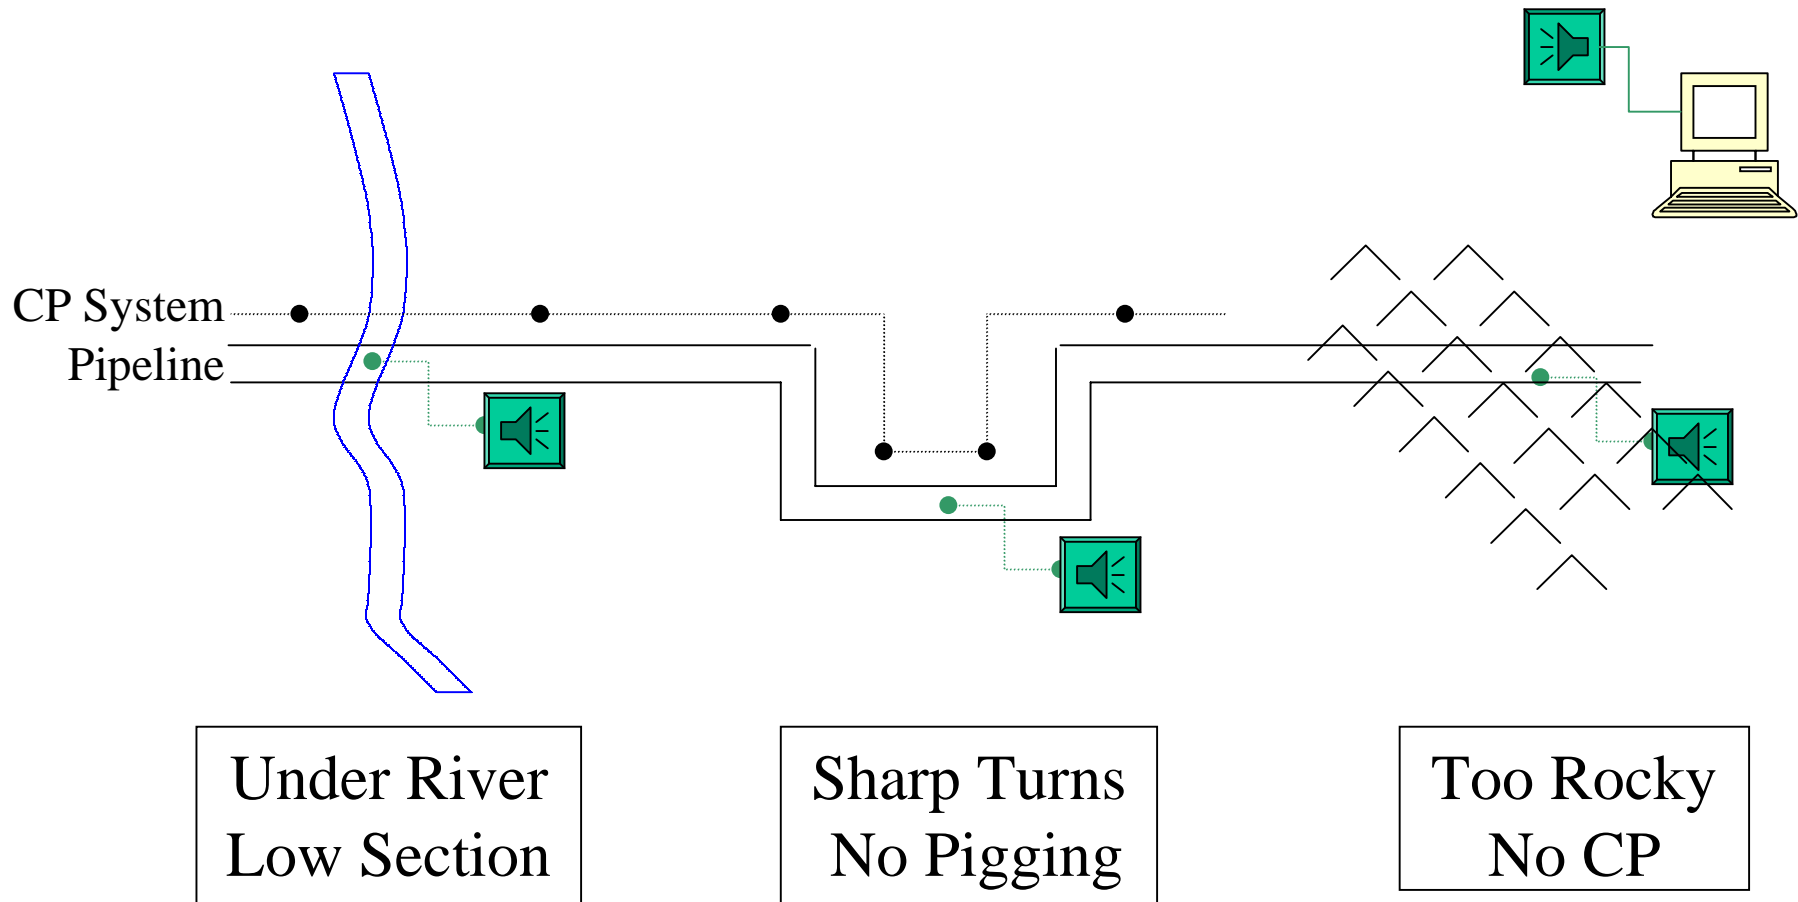 CP System
Pipeline
Under River
Low Section
Sharp Turns
No Pigging
Too Rocky
No CP